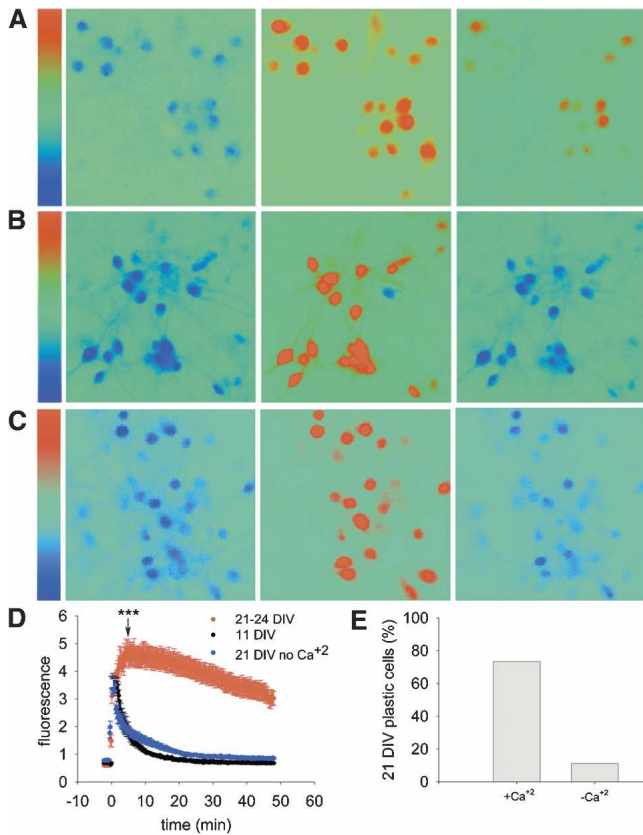 A
B
C
D
6
5
4
3
2
1
0
fluorescence
-10
0
10
20
30
40
50
60
time (min)
***
21-24 DIV
11 DIV
21 DIV no Ca+2
E
100
80
60
40
20
0
21 DIV plastic cells (%)
+Ca+2
-Ca+2